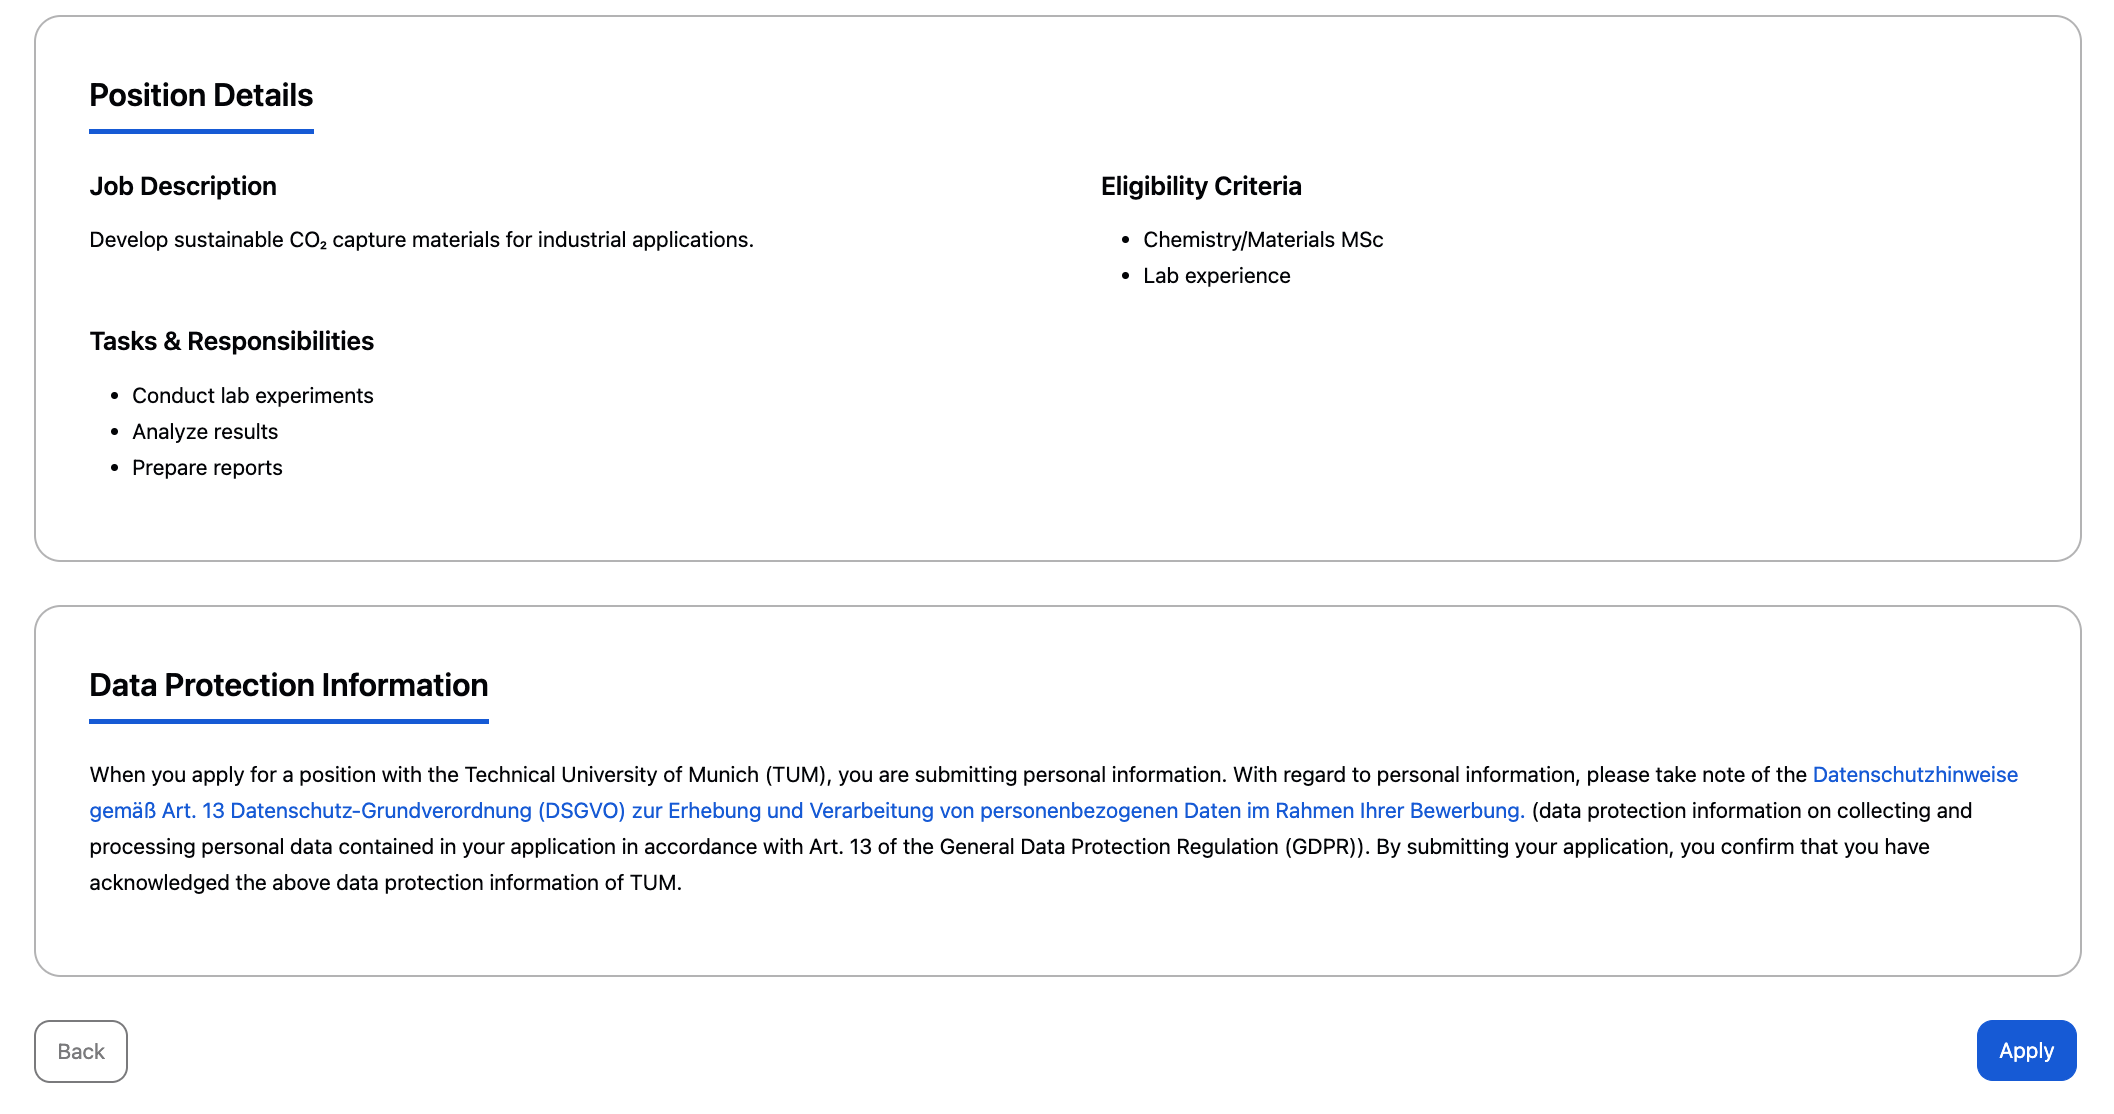 Position Details
Job Description
Develop sustainable CO₂ capture materials for industrial applications.
Eligibility Criteria
• Chemistry/Materials MSc
• Lab experience
Tasks & Responsibilities
• Conduct lab experiments
• Analyze results
• Prepare reports
Data Protection Information
When you apply for a position with the Technical University of Munich (TUM), you are submitting personal information. With regard to personal information, please take note of the Datenschutzhinweise
gemäß Art. 13 Datenschutz-Grundverordnung (DSGVO) zur Erhebung und Verarbeitung von personenbezogenen Daten im Rahmen Ihrer Bewerbung. (data protection information on collecting and
processing personal data contained in your application in accordance with Art. 13 of the General Data Protection Regulation (GDPR)). By submitting your application, you confirm that you have
acknowledged the above data protection information of TUM.
Back
Apply